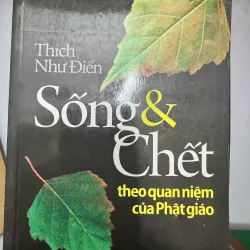 Thích
Như Điển
Sống &
Chết
theo quan niệm
của Phật giáo